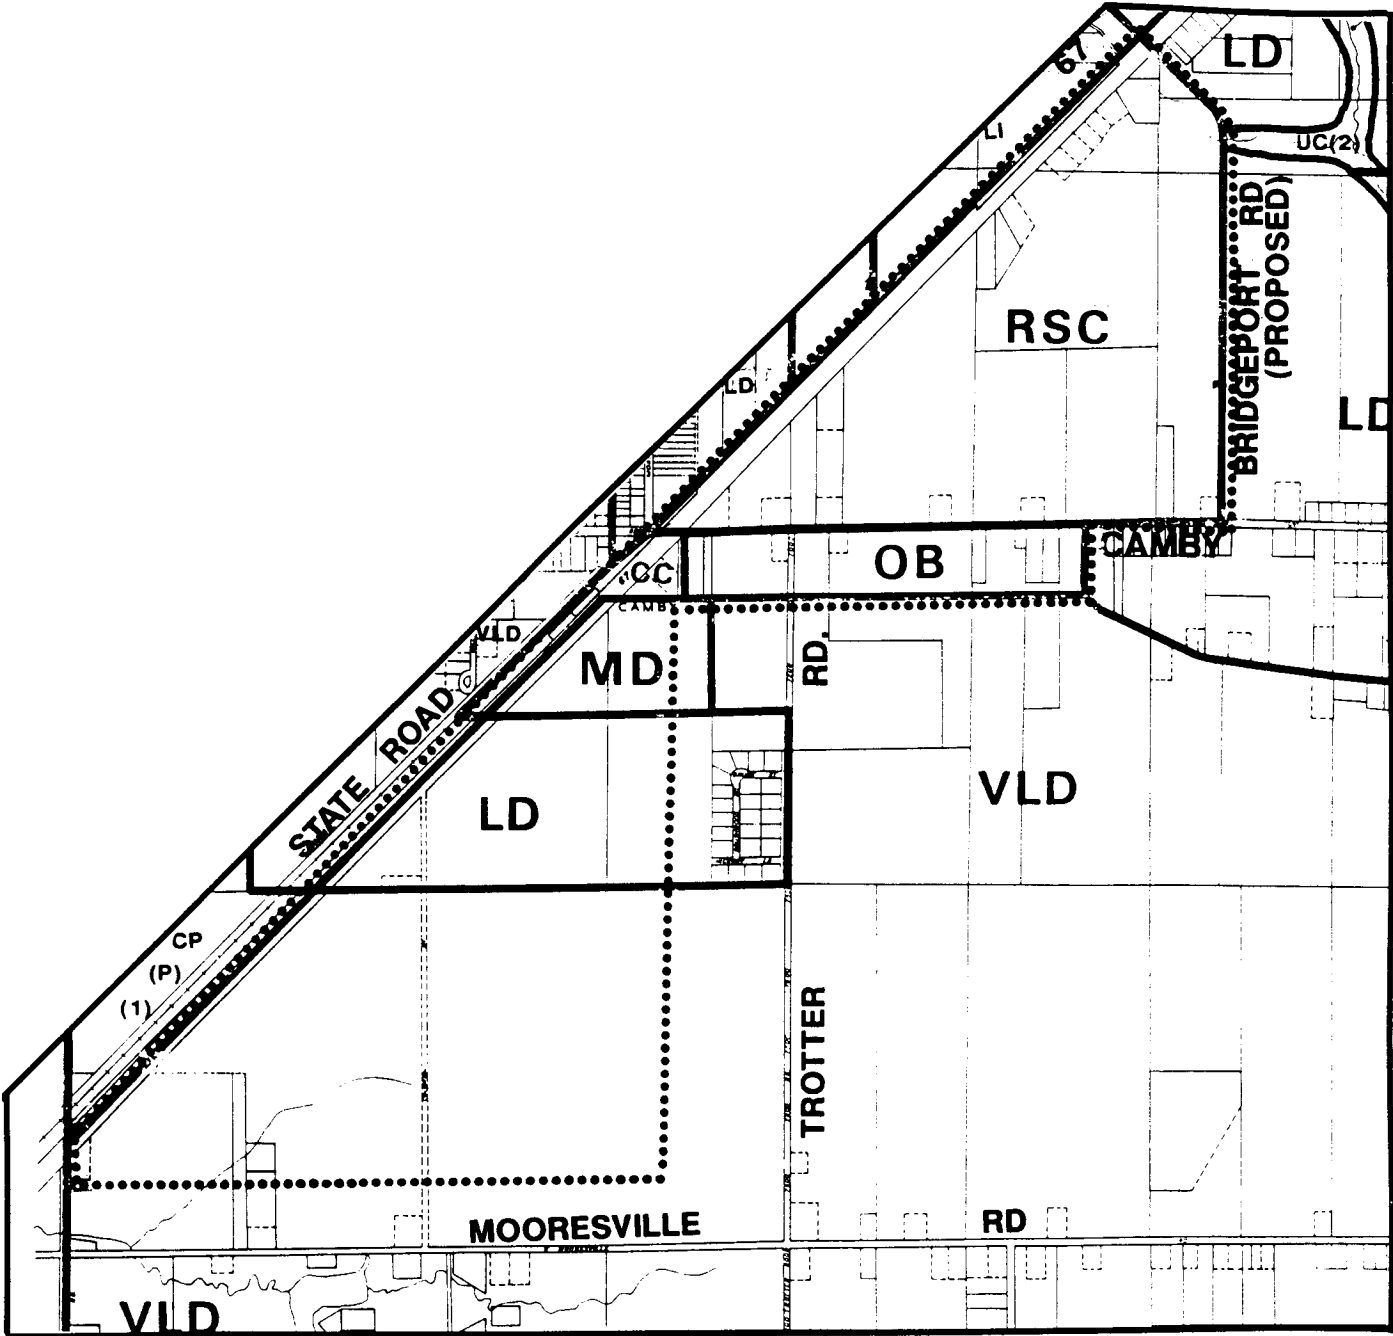 67
LD
LI
UC(2)
BRIDGEPORT RD
(PROPOSED)
RSC
LD
LD
CAMBY
OB
CC
CAMBY
VLD
MD
RD.
STATE ROAD
LD
VLD
CP
(P)
(1)
TROTTER
MOORESVILLE
RD
VLD